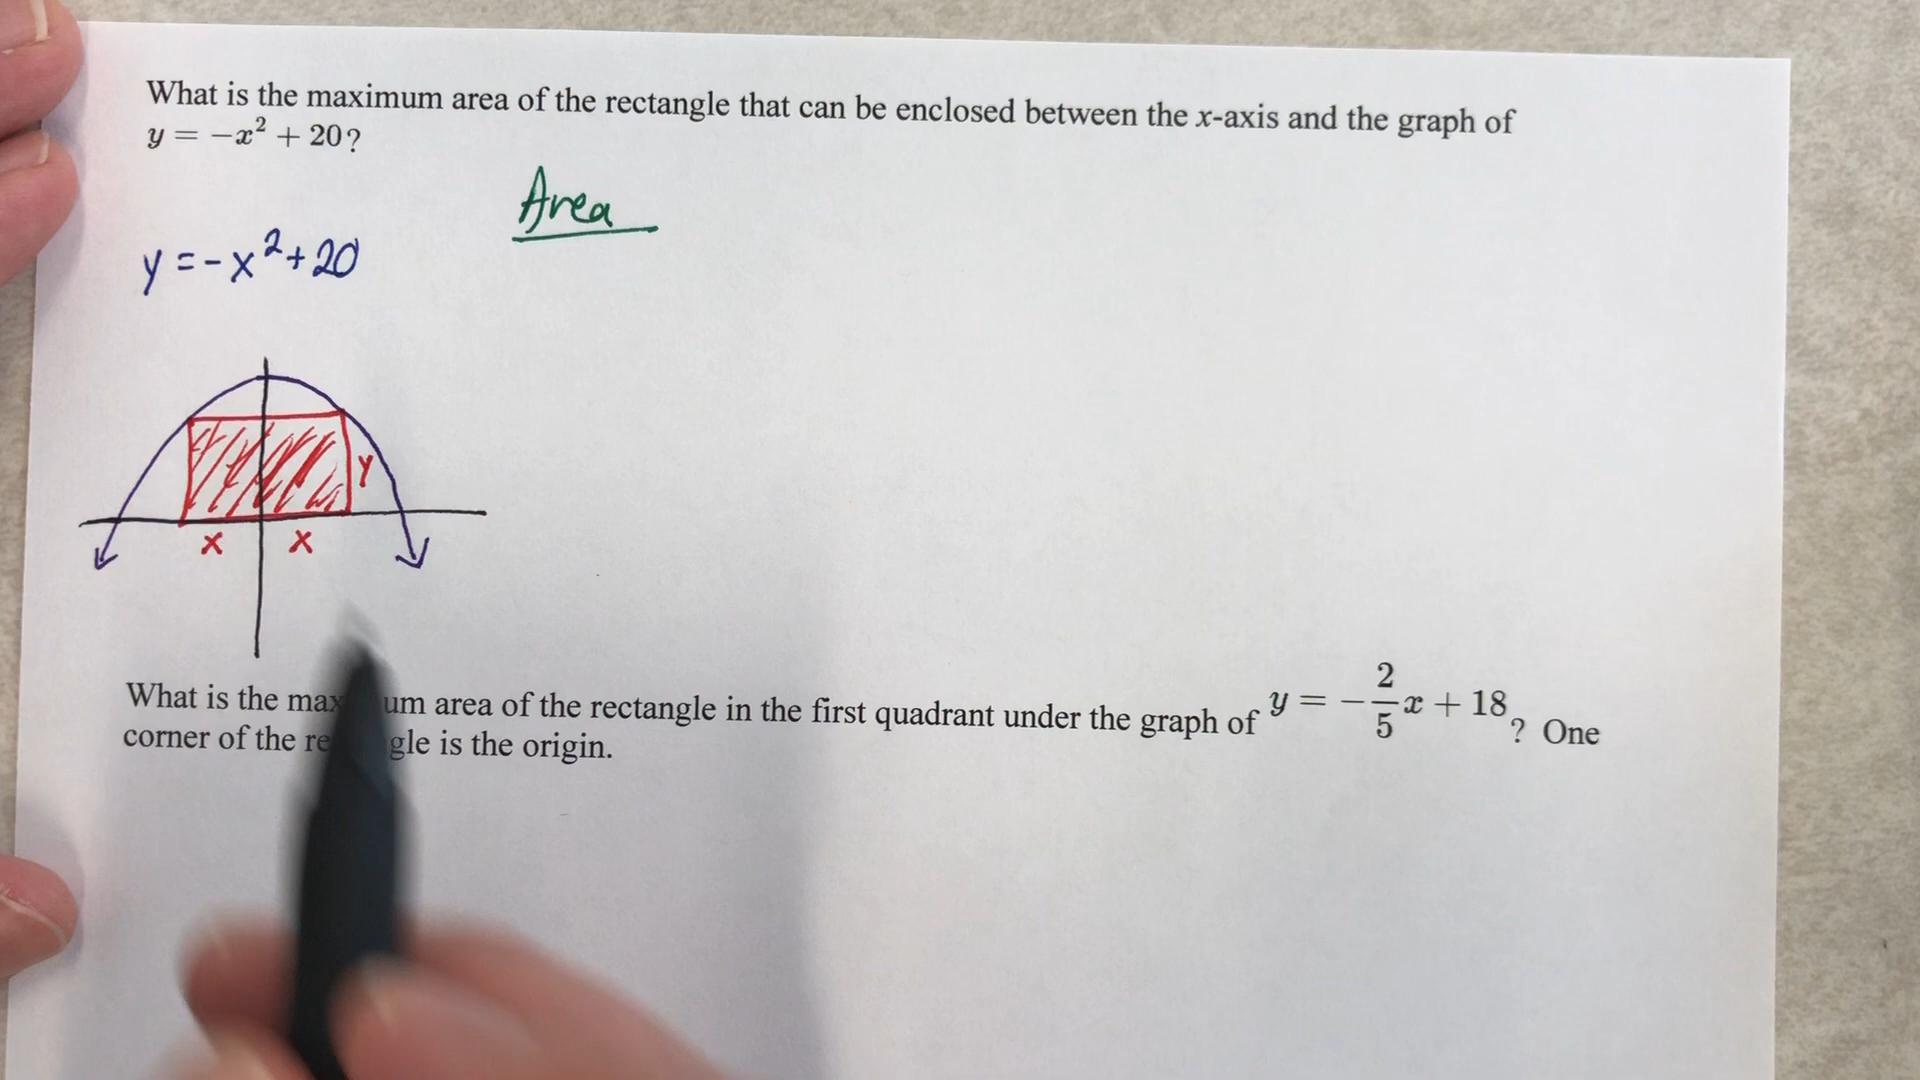 What is the maximum area of the rectangle that can be enclosed between the x-axis and the graph of
y = −x² + 20?
Area
y = -x² + 20
y
x x
What is the max um area of the rectangle in the first quadrant under the graph of y = −2/5x + 18? One
corner of the re gle is the origin.